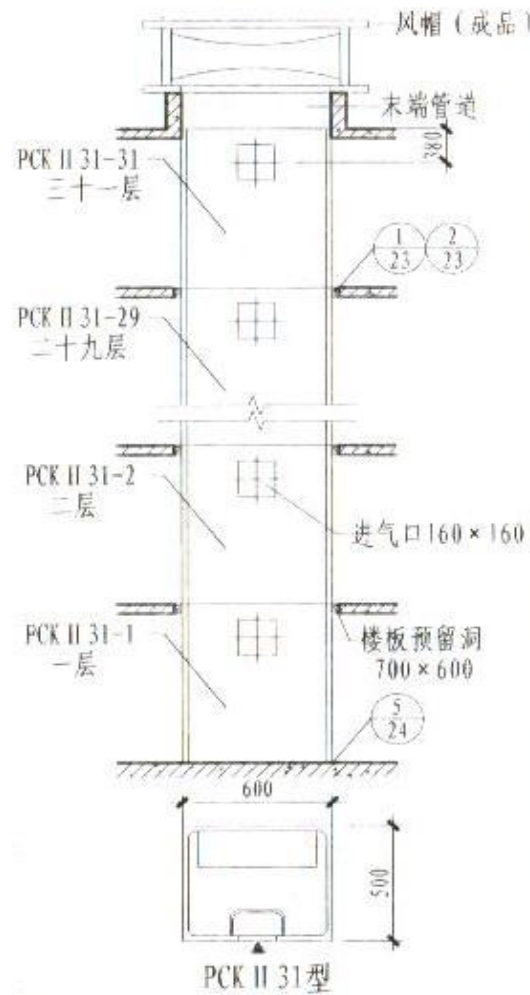 风帽（成品）
末端管道
380
PCK II 31-31
三十一层
1
23
2
23
PCK II 31-29
二十九层
PCK II 31-2
二层
进气口160×160
PCK II 31-1
一层
楼板预留洞
700×600
5
24
600
500
PCK II 31型